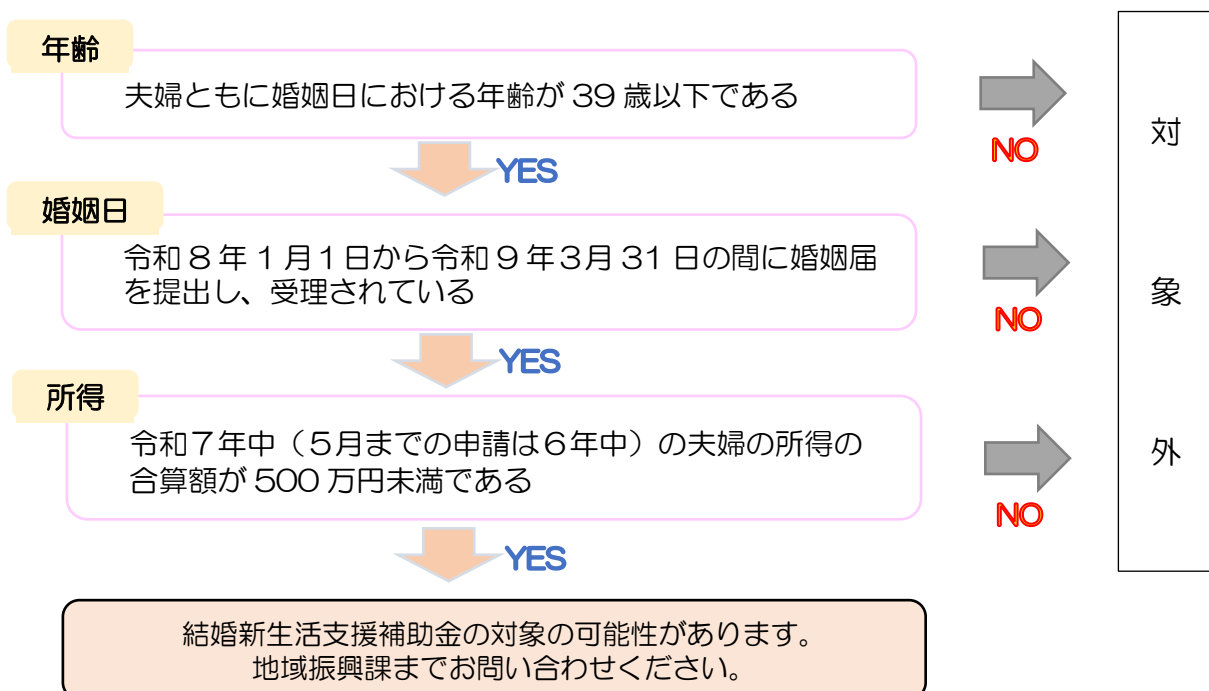 年齢
夫婦ともに婚姻日における年齢が 39 歳以下である
NO
YES
婚姻日
令和８年１月１日から令和９年３月 31 日の間に婚姻届
を提出し、受理されている
NO
YES
所得
令和７年中（５月までの申請は６年中）の夫婦の所得の
合算額が 500 万円未満である
NO
YES
対
象
外
結婚新生活支援補助金の対象の可能性があります。
地域振興課までお問い合わせください。